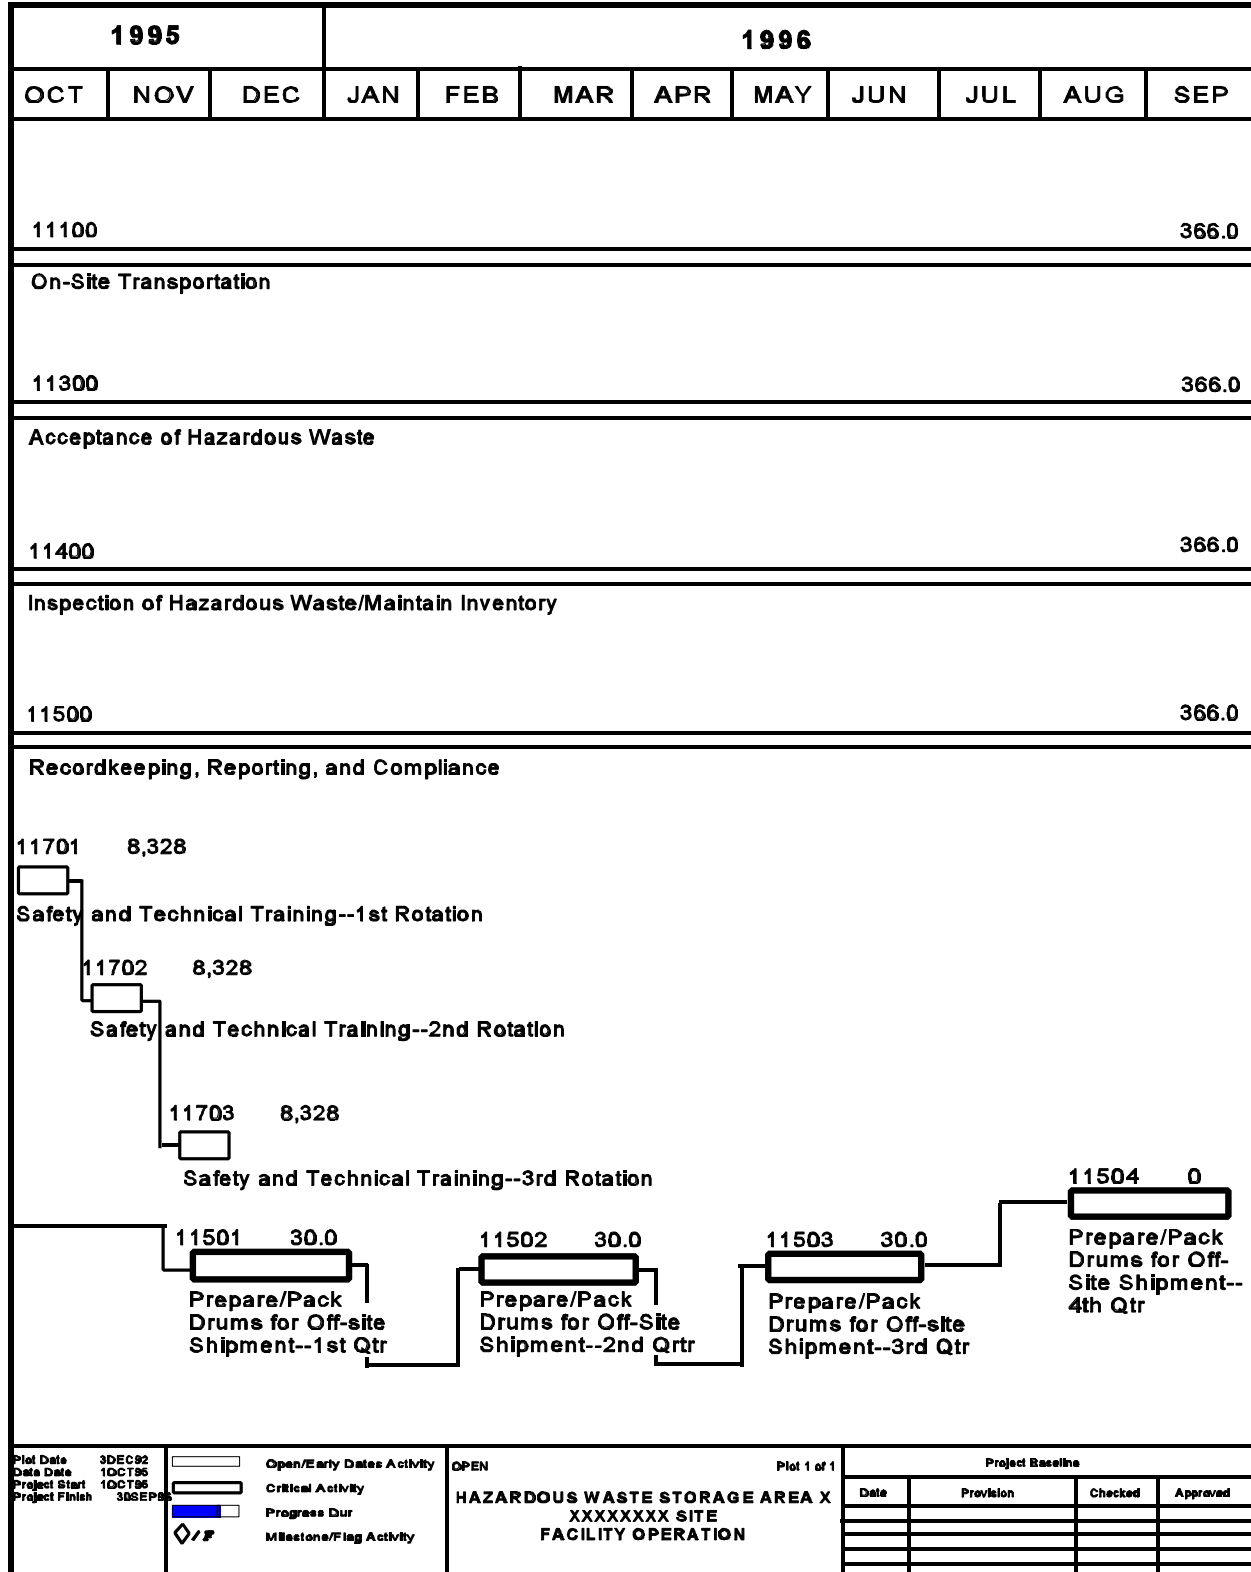 1995 1996
OCT NOV DEC JAN FEB MAR APR MAY JUN JUL AUG SEP
11100 366.0
On-Site Transportation
11300 366.0
Acceptance of Hazardous Waste
11400 366.0
Inspection of Hazardous Waste/Maintain Inventory
11500 366.0
Recordkeeping, Reporting, and Compliance
11701 8,328
Safety and Technical Training--1st Rotation
11702 8,328
Safety and Technical Training--2nd Rotation
11703 8,328
Safety and Technical Training--3rd Rotation
11501 30.0
Prepare/Pack
Drums for Off-site
Shipment--1st Qtr
11502 30.0
Prepare/Pack
Drums for Off-Site
Shipment--2nd Qrtr
11503 30.0
Prepare/Pack
Drums for Off-site
Shipment--3rd Qtr
11504 0
Prepare/Pack
Drums for Off-
Site Shipment--
4th Qtr
Plot Date 3DEC92
Data Date 1OCT95
Project Start 1OCT95
Project Finish 30SEP96
Open/Early Dates Activity
Critical Activity
Progress Dur
/F Milestone/Flag Activity
OPEN Plot 1 of 1
HAZARDOUS WASTE STORAGE AREA X
XXXXXXXX SITE
FACILITY OPERATION
Project Baseline
Date Provision Checked Approved